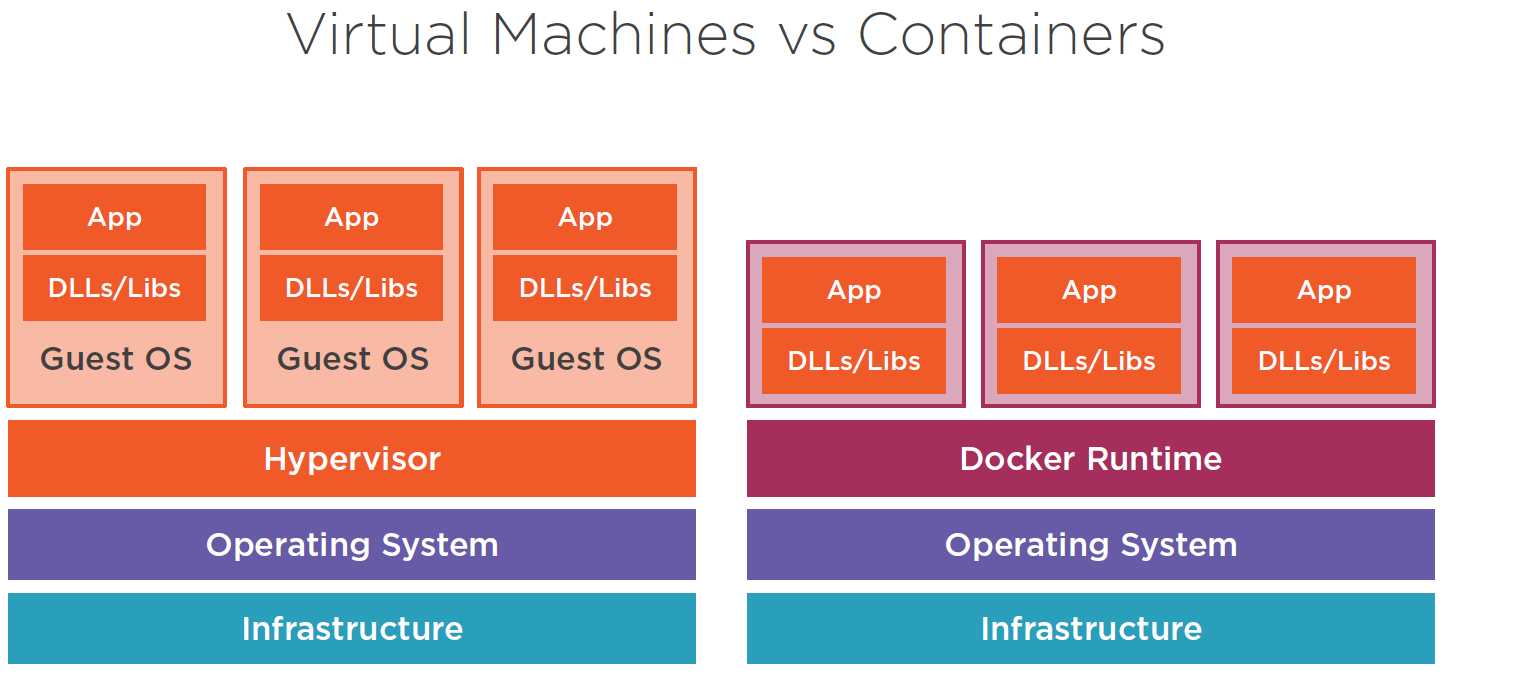 Virtual Machines vs Containers
App
DLLs/Libs
Guest OS
App
DLLs/Libs
Guest OS
App
DLLs/Libs
Guest OS
Hypervisor
Operating System
Infrastructure
App
DLLs/Libs
App
DLLs/Libs
App
DLLs/Libs
Docker Runtime
Operating System
Infrastructure